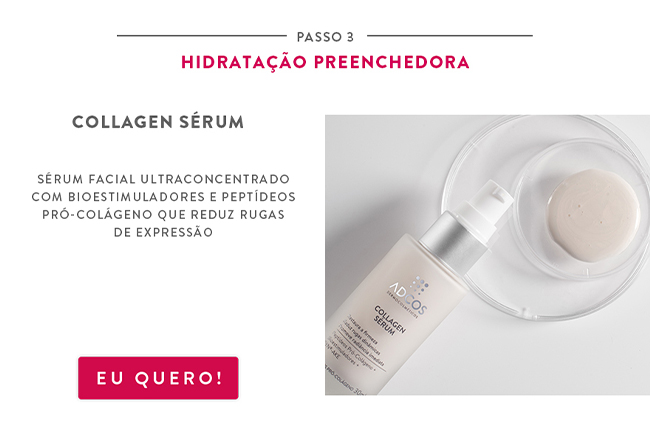 PASSO 3
HIDRATAÇÃO PREENCHEDORA
COLLAGEN SÉRUM
SÉRUM FACIAL ULTRACONCENTRADO
COM BIOESTIMULADORES E PEPTÍDEOS
PRÓ-COLÁGENO QUE REDUZ RUGAS
DE EXPRESSÃO
EU QUERO!
ADCOS
COLLAGEN
SÉRUM